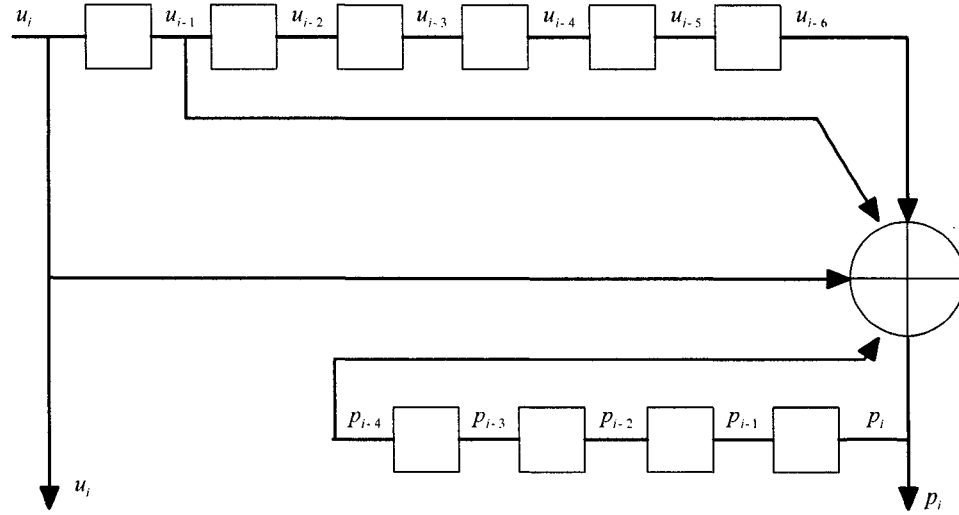 u_i u_{i-1} u_{i-2} u_{i-3} u_{i-4} u_{i-5} u_{i-6}
p_{i-4} p_{i-3} p_{i-2} p_{i-1} p_i
u_i p_i